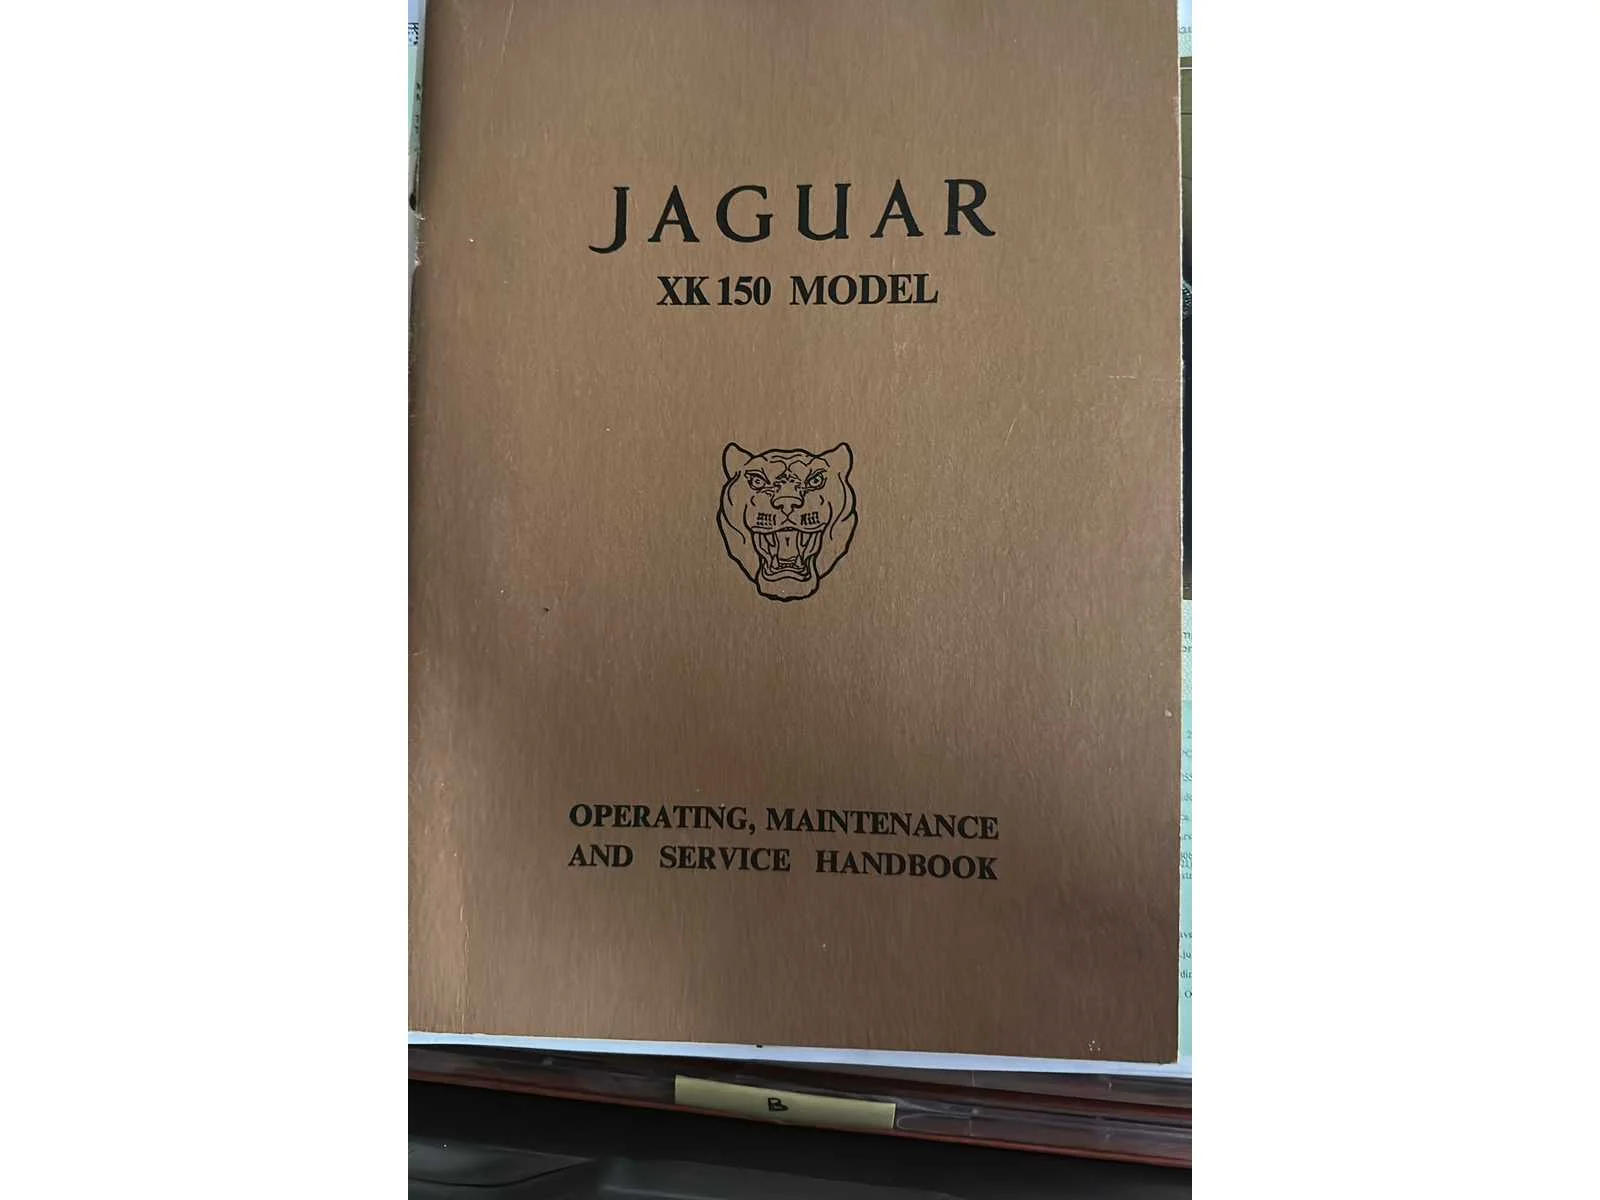 JAGUAR
XK 150 MODEL
OPERATING, MAINTENANCE
AND SERVICE HANDBOOK
B